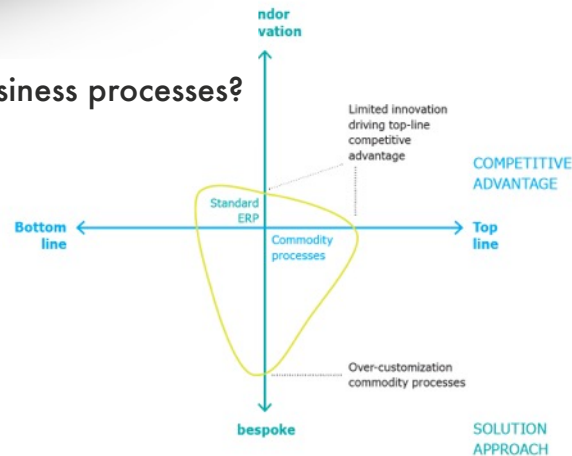 ndor
vation
siness processes?
Limited innovation
driving top-line
competitive
advantage
COMPETITIVE
ADVANTAGE
Standard
ERP
Bottom
line
Top
line
Commodity
processes
Over-customization
commodity processes
bespoke
SOLUTION
APPROACH